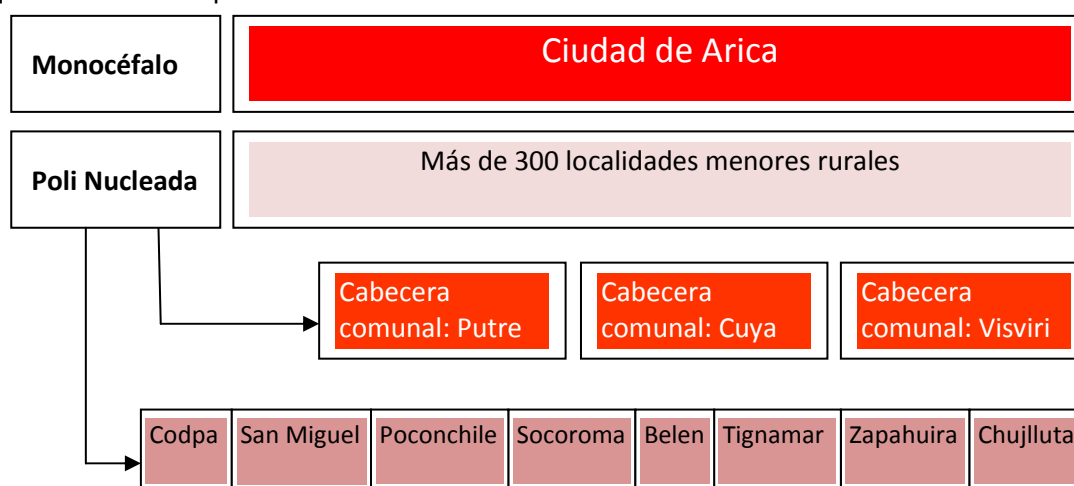 Monocéfalo
Ciudad de Arica
Poli Nucleada
Más de 300 localidades menores rurales
Cabecera
comunal: Putre
Cabecera
comunal: Cuya
Cabecera
comunal: Visviri
Codpa
San Miguel
Poconchile
Socoroma
Belen
Tignamar
Zapahuira
Chujlluta